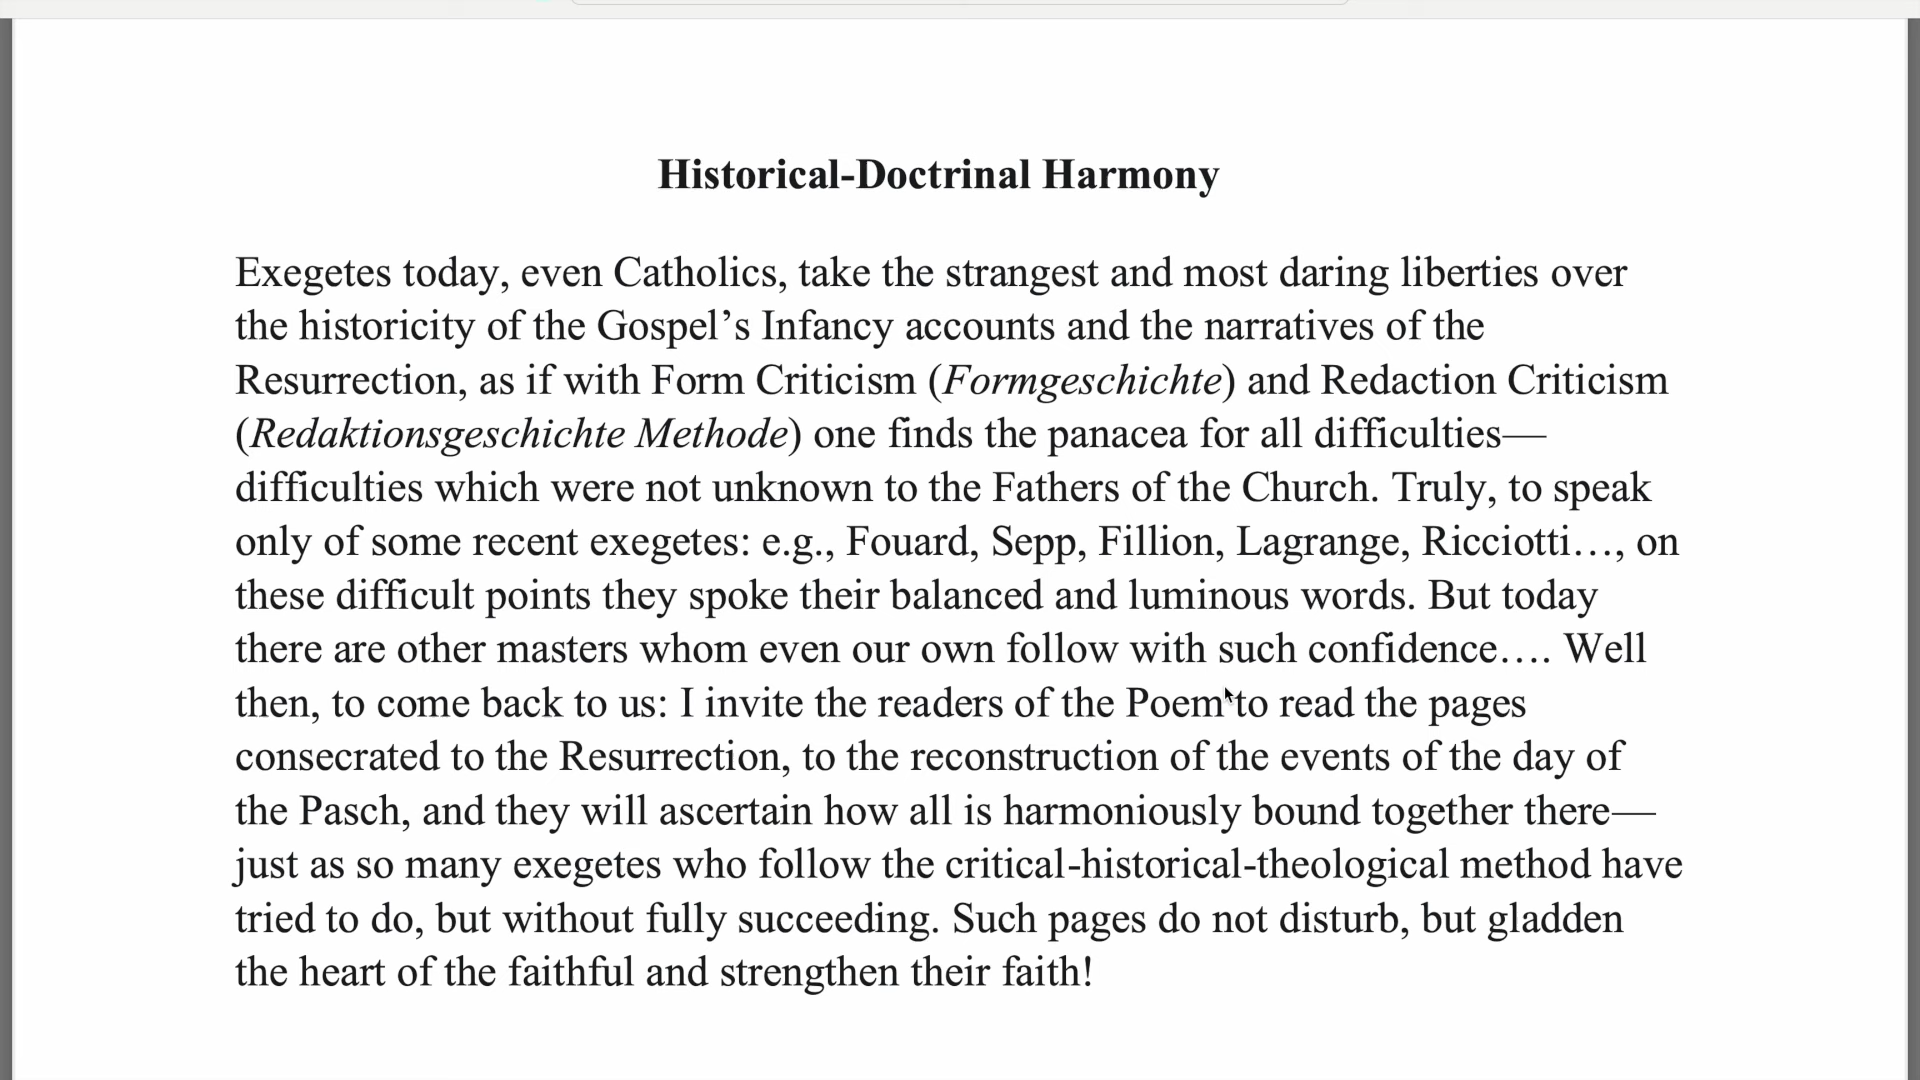 Historical-Doctrinal Harmony
Exegetes today, even Catholics, take the strangest and most daring liberties over
the historicity of the Gospel’s Infancy accounts and the narratives of the
Resurrection, as if with Form Criticism (Formgeschichte) and Redaction Criticism
(Redaktionsgeschichte Methode) one finds the panacea for all difficulties—
difficulties which were not unknown to the Fathers of the Church. Truly, to speak
only of some recent exegetes: e.g., Fouard, Sepp, Fillion, Lagrange, Ricciotti…, on
these difficult points they spoke their balanced and luminous words. But today
there are other masters whom even our own follow with such confidence…. Well
then, to come back to us: I invite the readers of the Poem to read the pages
consecrated to the Resurrection, to the reconstruction of the events of the day of
the Pasch, and they will ascertain how all is harmoniously bound together there—
just as so many exegetes who follow the critical-historical-theological method have
tried to do, but without fully succeeding. Such pages do not disturb, but gladden
the heart of the faithful and strengthen their faith!